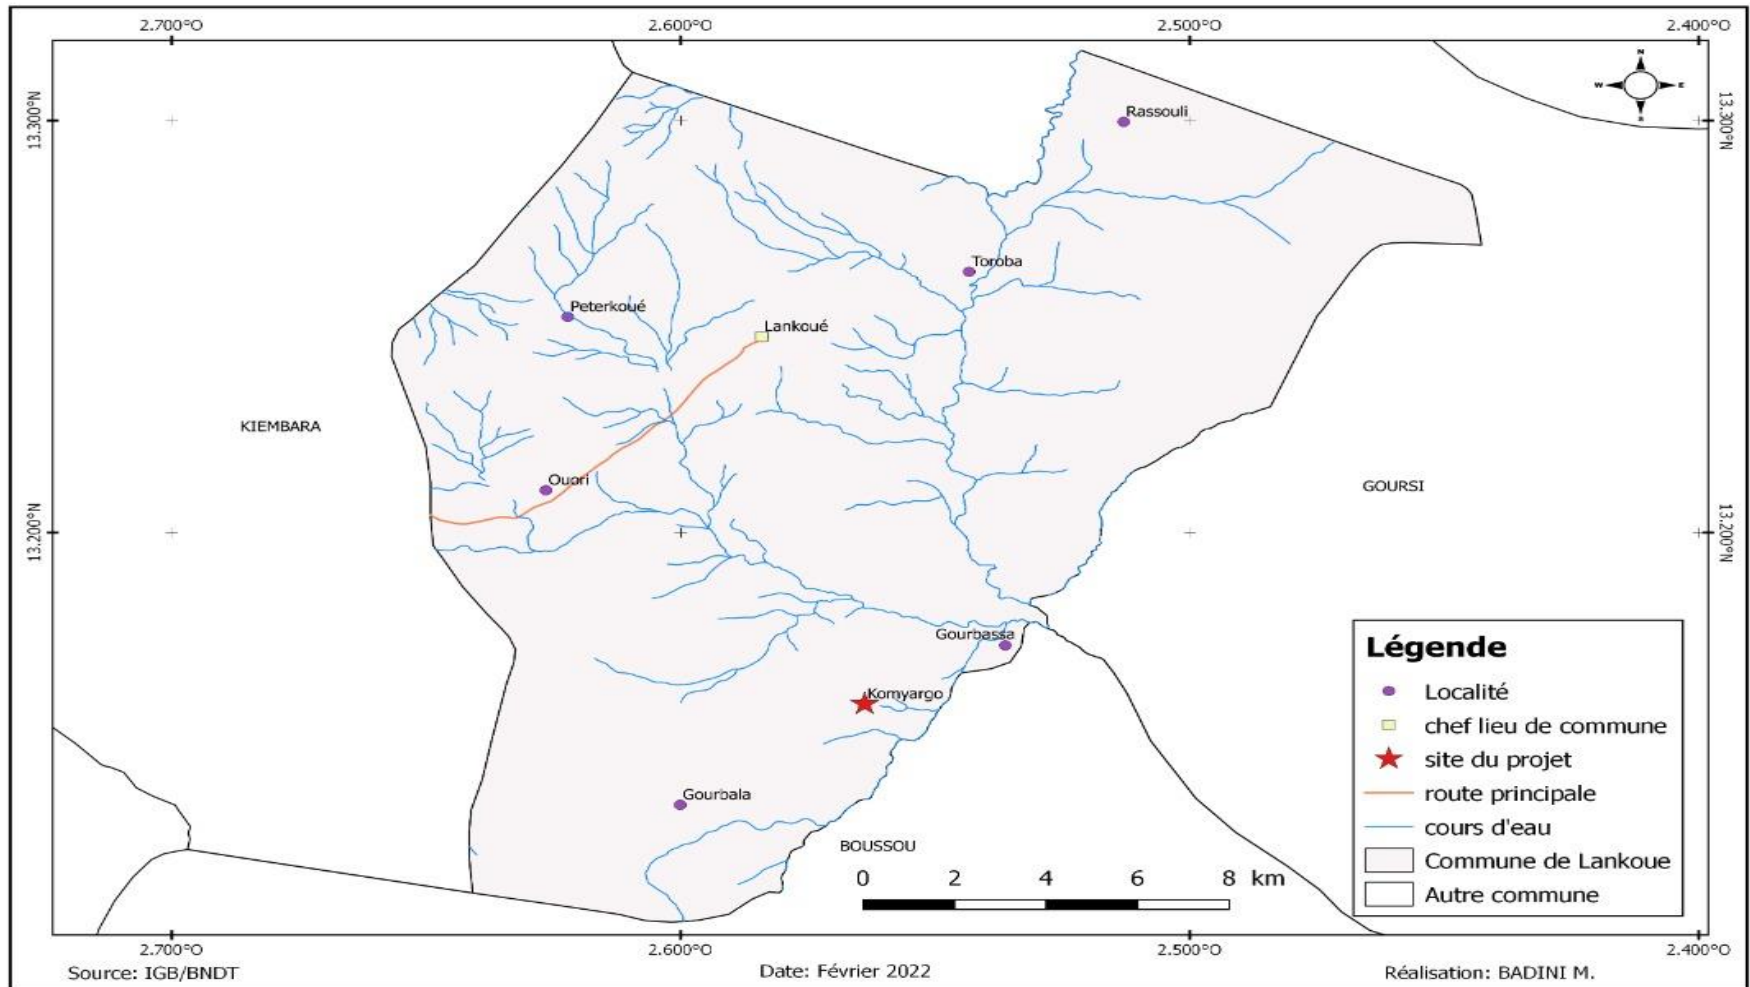 2.700°O 2.600°O 2.500°O 2.400°O
N
W E
S
13.300°N 13.300°N
Rassouli
Toroba
Peterkoué
Lankoué
KIEMBARA
Ouori
GOURSI
13.200°N 13.200°N
Gourbassa
Komyargo
Gourbala
BOUSSOU
0 2 4 6 8 km
Légende
Localité
chef lieu de commune
site du projet
route principale
cours d'eau
Commune de Lankoue
Autre commune
2.700°O 2.600°O 2.500°O 2.400°O
Source: IGB/BNDT Date: Février 2022 Réalisation: BADINI M.